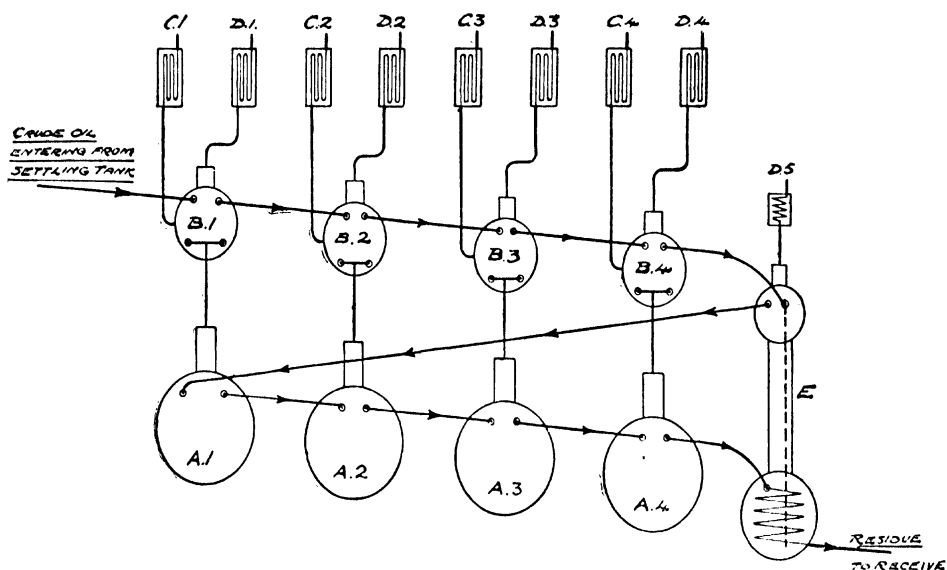 C.1 D.1. C.2 D.2 C.3 D.3 C.4 D.4
CRUDE OIL
ENTERING FROM
SETTLING TANK
D.5
B.1
B.2
B.3
B.4
E
A.1
A.2
A.3
A.4
RESIDUE
TO RECEIVE